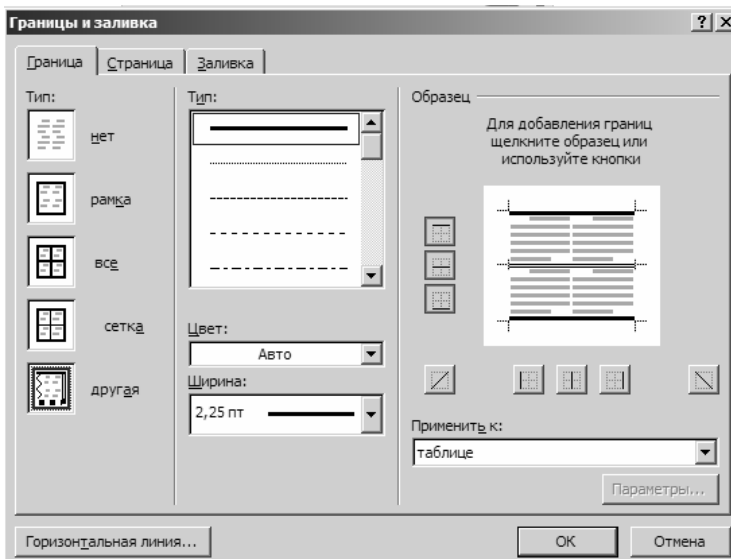 Границы и заливка
Граница
Страница
Заливка
Тип:
нет
рамка
все
сетка
другая
Тип:
Цвет:
Авто
Ширина:
2,25 пт
Образец
Для добавления границ
щелкните образец или
используйте кнопки
Применить к:
таблице
Параметры...
Горизонтальная линия...
ОК
Отмена